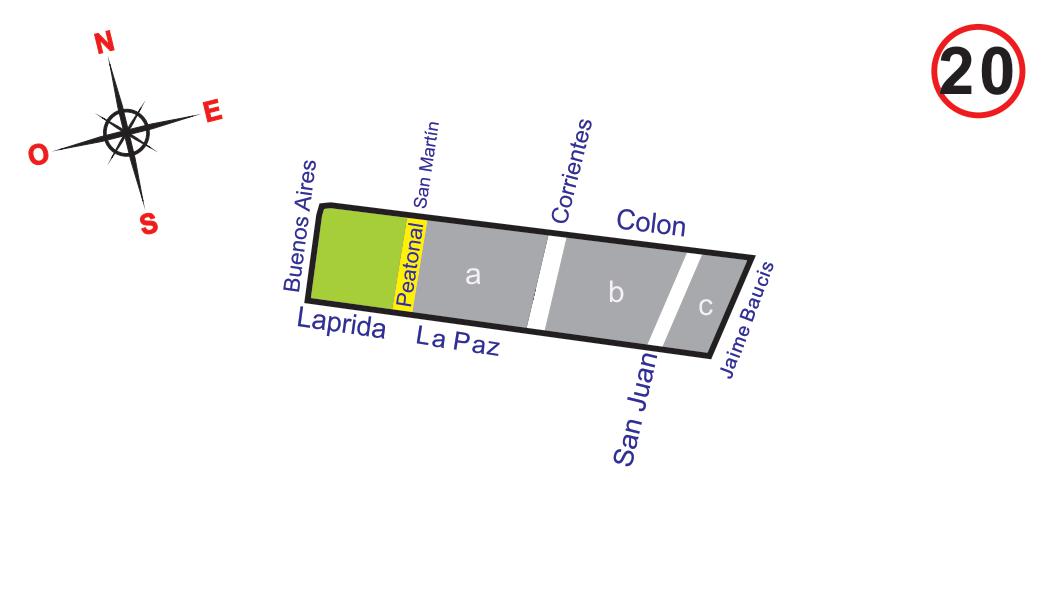 N
E
O
S
20
Buenos Aires
San Martín
Corrientes
Colon
Peatonal
a
b
c
Jaime Baucis
Laprida
La Paz
San Juan